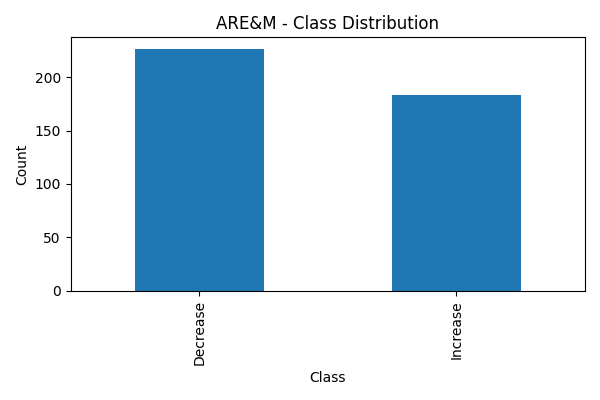 ARE&M - Class Distribution
200
150
100
50
0
Count
Decrease
Increase
Class